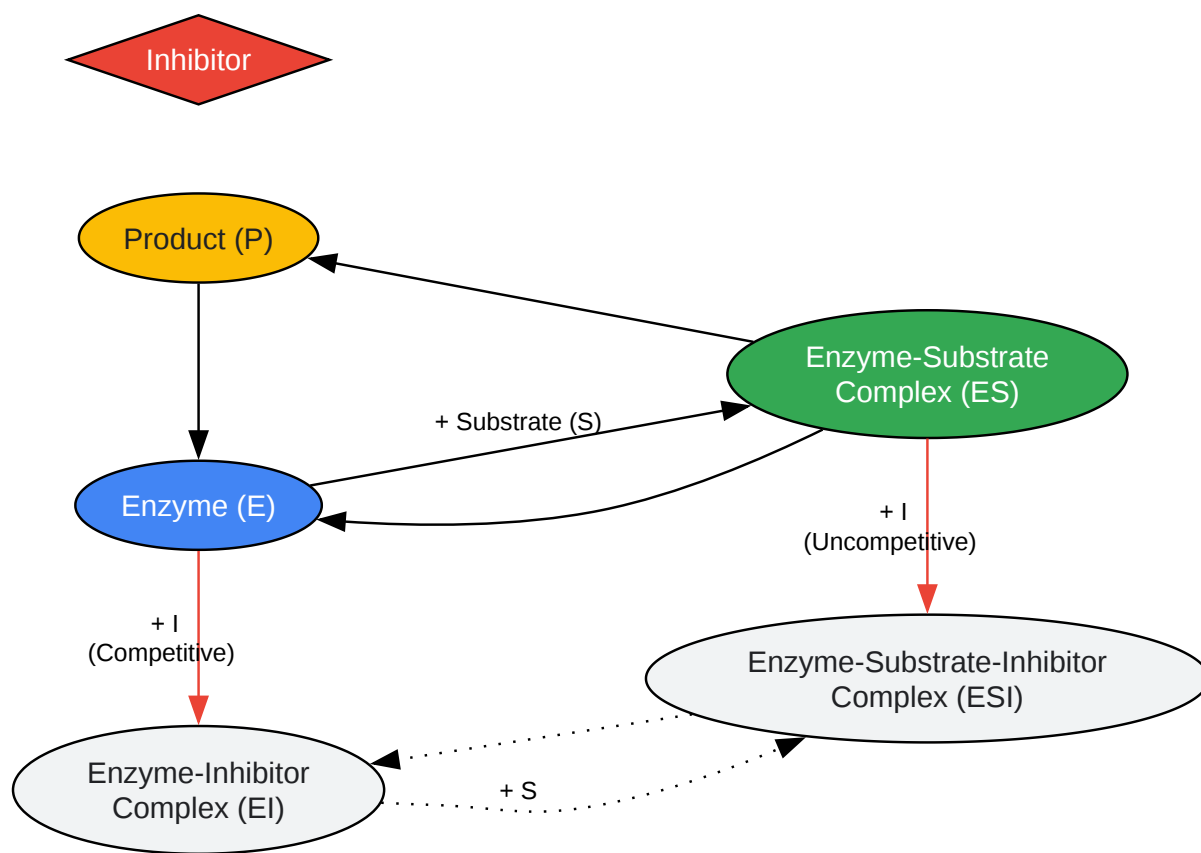 Inhibitor
Product (P)
Enzyme-Substrate
Complex (ES)
+ Substrate (S)
Enzyme (E)
+ I
(Uncompetitive)
+ I
(Competitive)
Enzyme-Substrate-Inhibitor
Complex (ESI)
Enzyme-Inhibitor
Complex (EI)
+ S